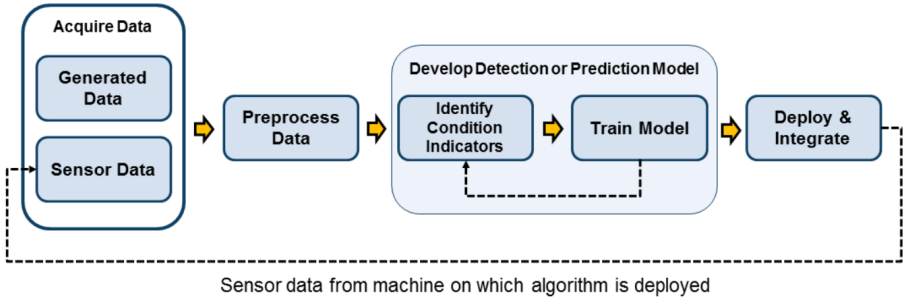 Acquire Data
Generated
Data
Sensor Data
Preprocess
Data
Develop Detection or Prediction Model
Identify
Condition
Indicators
Train Model
Deploy &
Integrate
Sensor data from machine on which algorithm is deployed